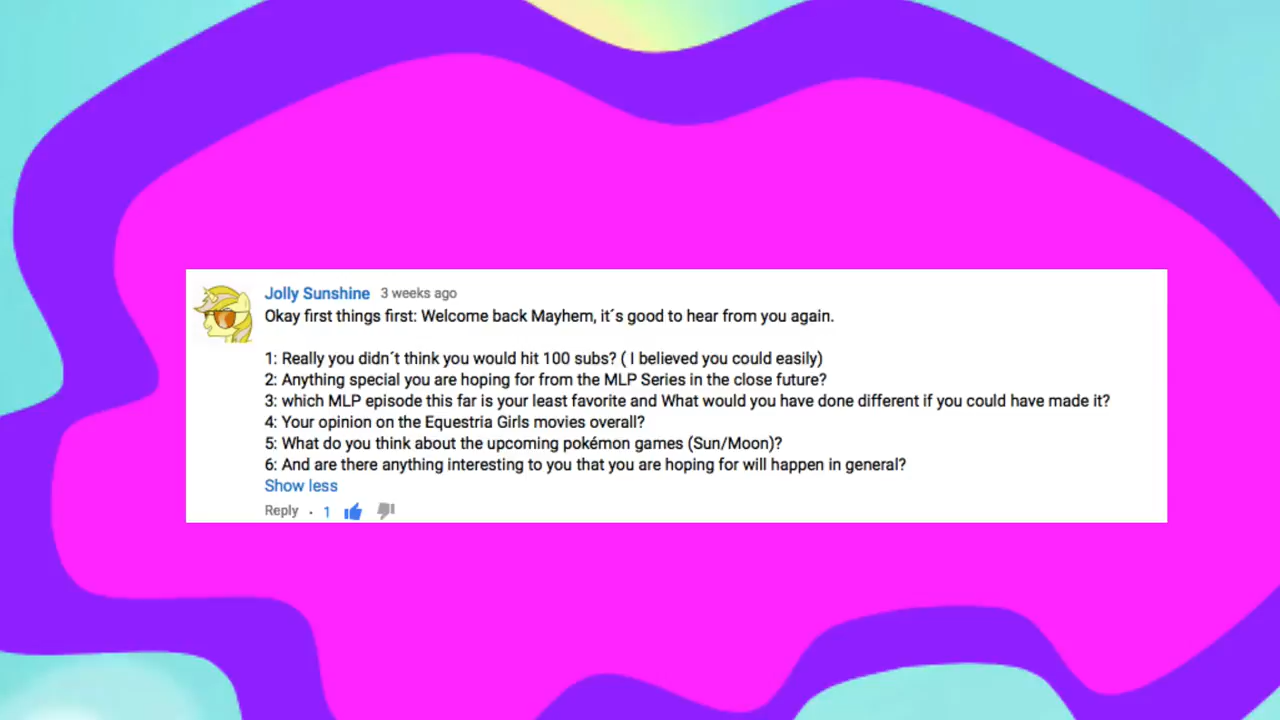 Jolly Sunshine 3 weeks ago
Okay first things first: Welcome back Mayhem, it´s good to hear from you again.
1: Really you didn´t think you would hit 100 subs? ( I believed you could easily)
2: Anything special you are hoping for from the MLP Series in the close future?
3: which MLP episode this far is your least favorite and What would you have done different if you could have made it?
4: Your opinion on the Equestria Girls movies overall?
5: What do you think about the upcoming pokémon games (Sun/Moon)?
6: And are there anything interesting to you that you are hoping for will happen in general?
Show less
Reply · 1